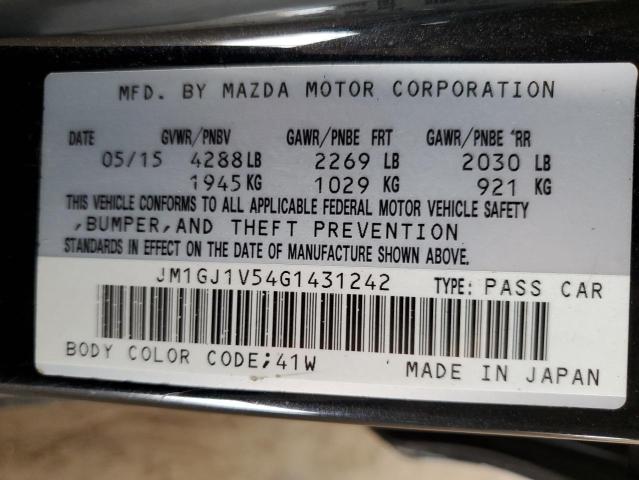 MFD. BY MAZDA MOTOR CORPORATION
DATE GVWR/PNBV GAWR/PNBE FRT GAWR/PNBE RR
05/15 4288 LB 2269 LB 2030 LB
1945 KG 1029 KG 921 KG
THIS VEHICLE CONFORMS TO ALL APPLICABLE FEDERAL MOTOR VEHICLE SAFETY
,BUMPER,AND THEFT PREVENTION
STANDARDS IN EFFECT ON THE DATE OF MANUFACTURE SHOWN ABOVE.
JM1GJ1V54G1431242 TYPE: PASS CAR
BODY COLOR CODE;41W MADE IN JAPAN